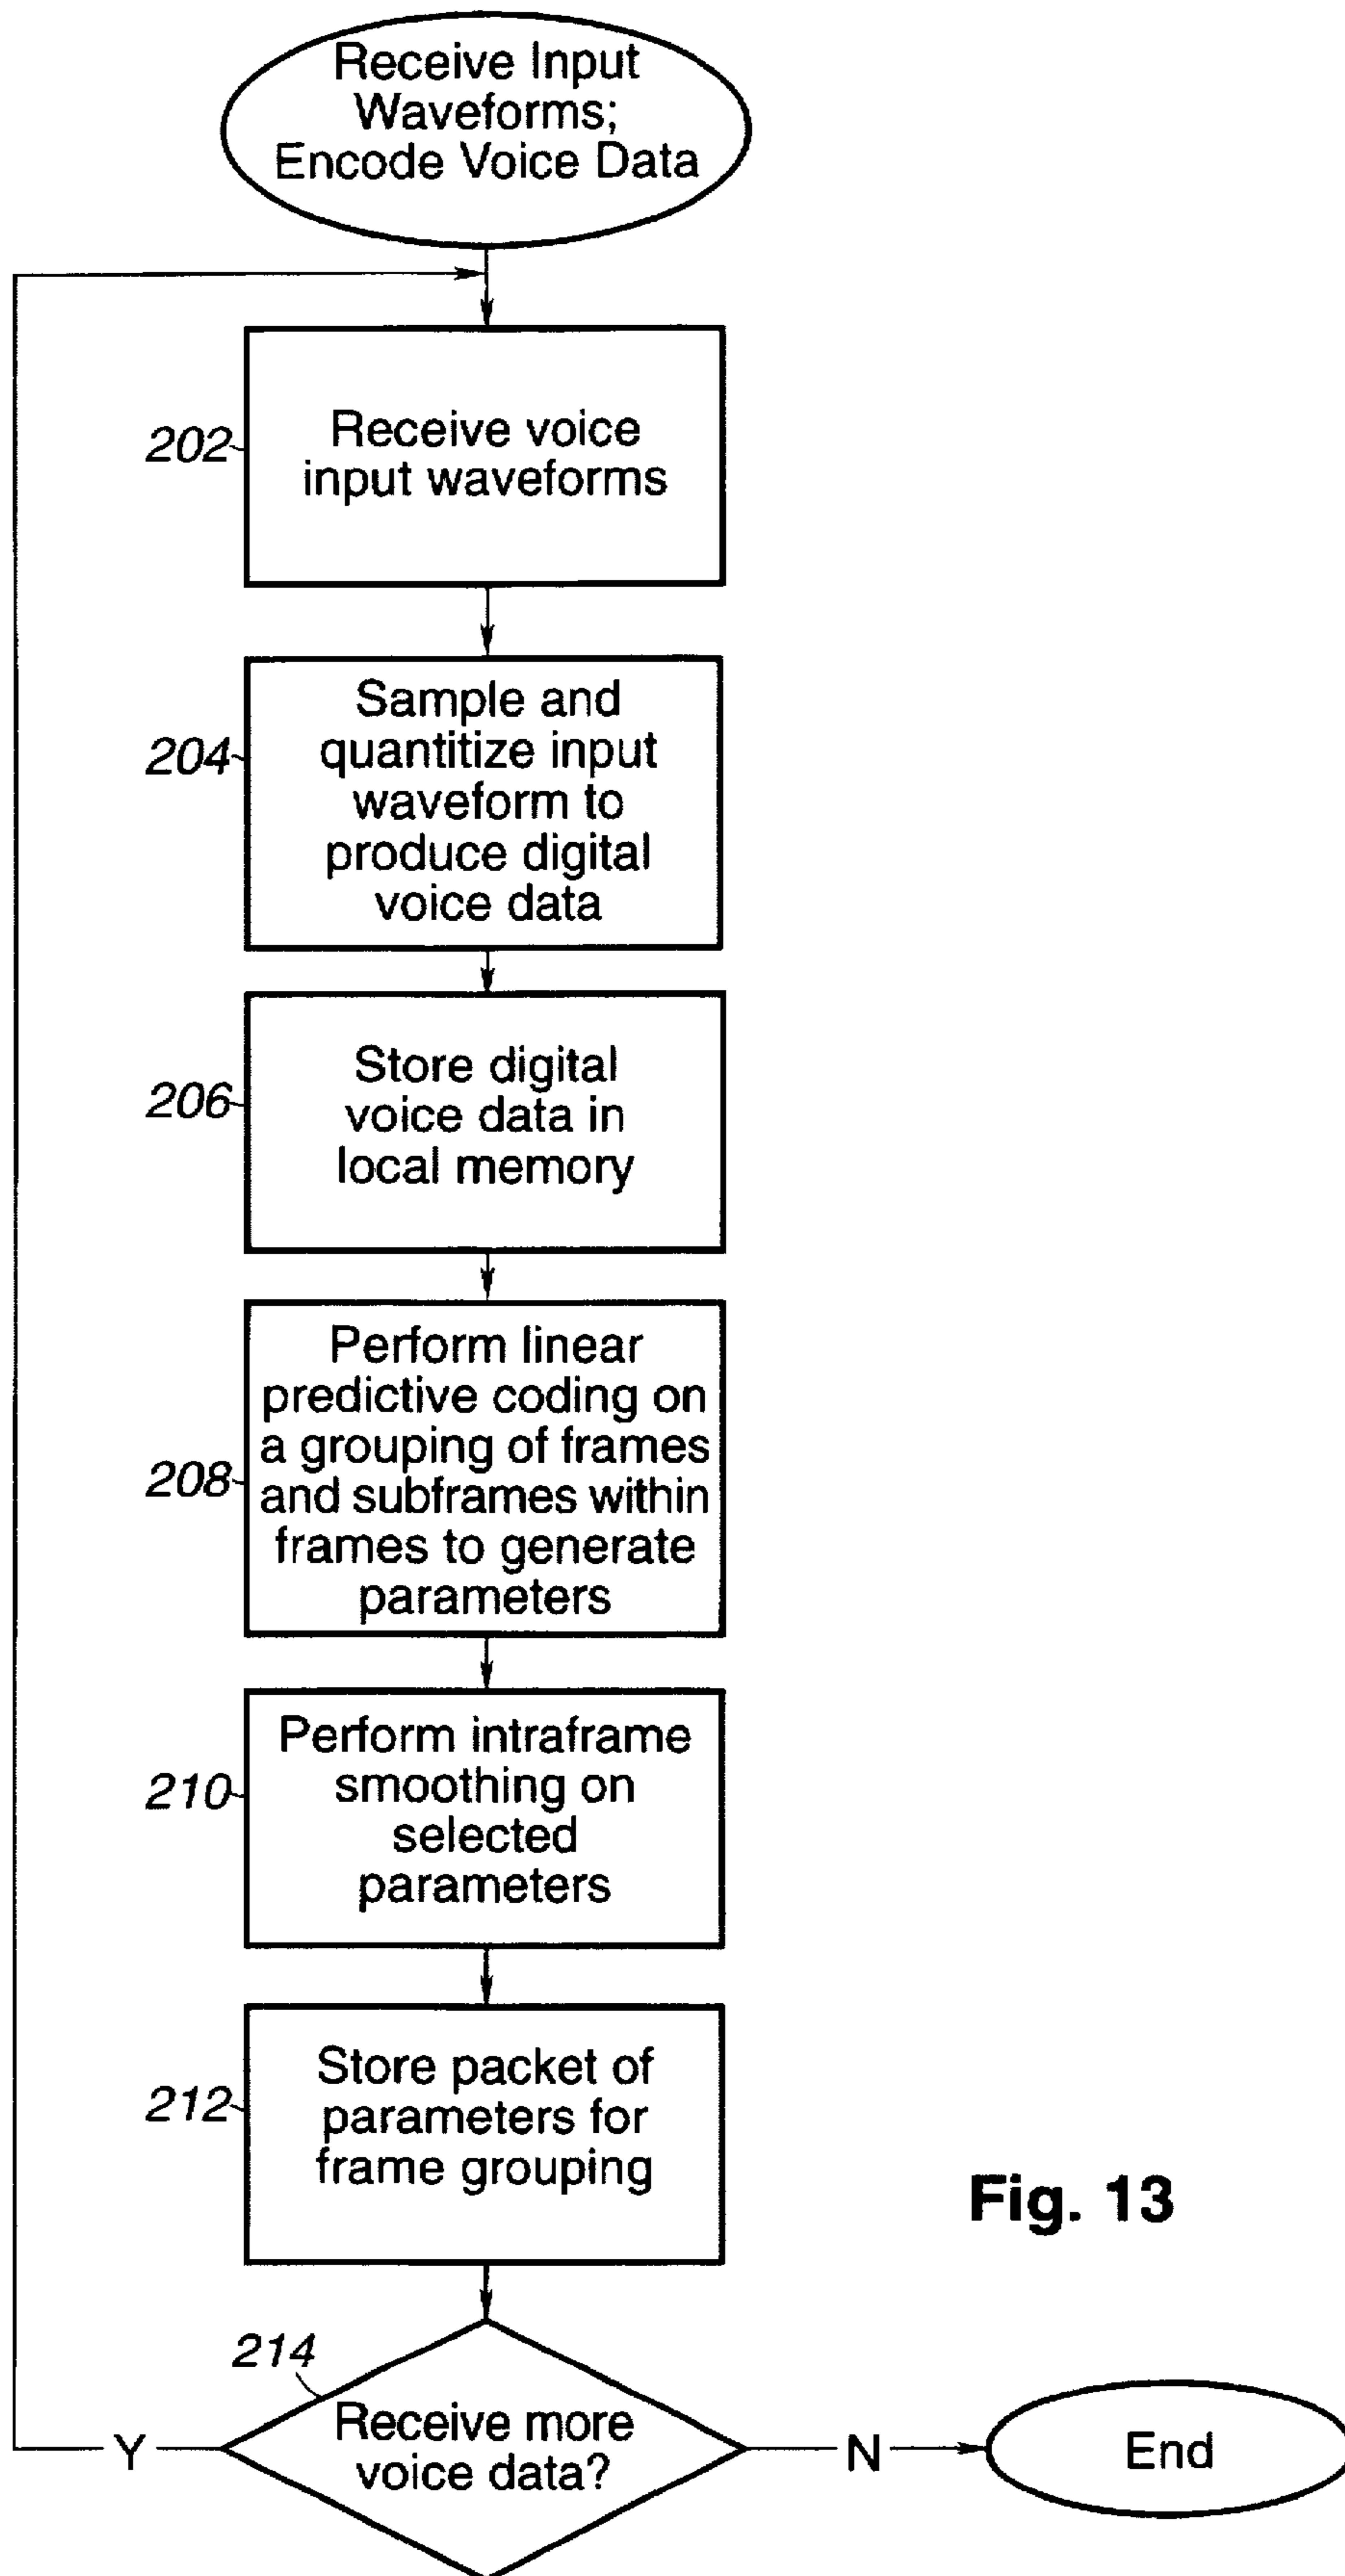 Receive Input
Waveforms;
Encode Voice Data
202
Receive voice
input waveforms
204
Sample and
quantitize input
waveform to
produce digital
voice data
206
Store digital
voice data in
local memory
208
Perform linear
predictive coding on
a grouping of frames
and subframes within
frames to generate
parameters
210
Perform intraframe
smoothing on
selected
parameters
212
Store packet of
parameters for
frame grouping
Fig. 13
214
Receive more
voice data?
Y
N
End